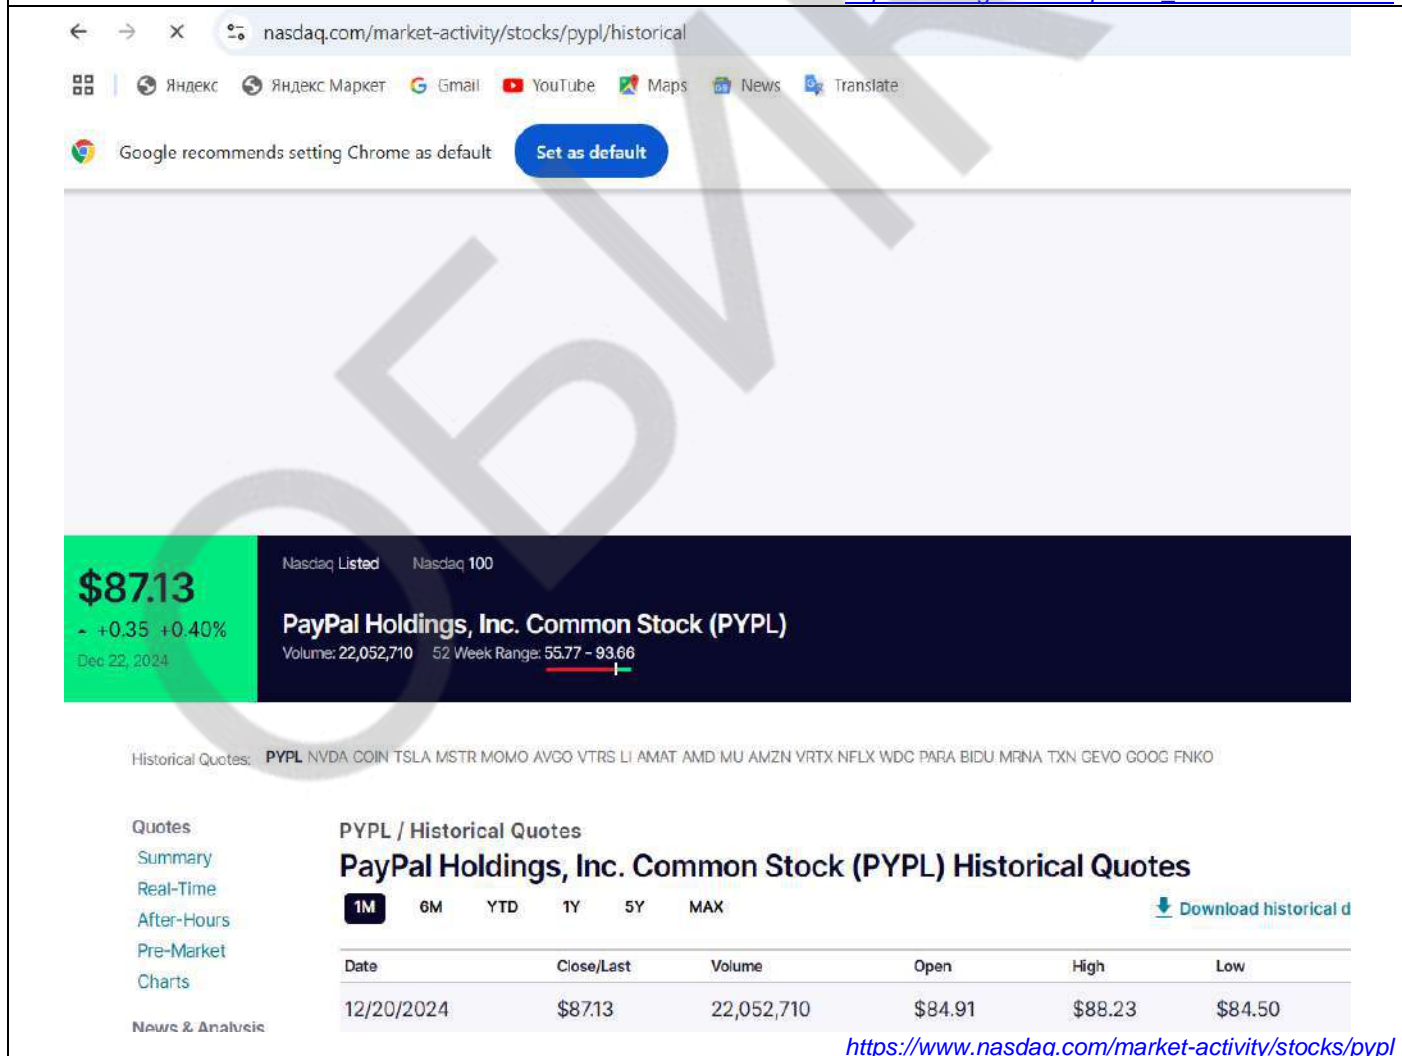 nasdaq.com/market-activity/stocks/pypl/historical
Яндекс Яндекс Маркет Gmail YouTube Maps News Translate
Google recommends setting Chrome as default Set as default
ОБИК
Nasdaq Listed Nasdaq 100
$87.13
PayPal Holdings, Inc. Common Stock (PYPL)
+0.35 +0.40%
Volume: 22,052,710 52 Week Range: 55.77 - 93.66
Dec 22, 2024
Historical Quotes: PYPL NVDA COIN TSLA MSTR MOMO AVGO VTRS LI AMAT AMD MU AMZN VRTX NFLX WDC PARA BIDU MRNA TXN GEVO GOOG FNKO
Quotes
Summary
Real-Time
After-Hours
Pre-Market
Charts
News & Analysis
PYPL / Historical Quotes
PayPal Holdings, Inc. Common Stock (PYPL) Historical Quotes
1M 6M YTD 1Y 5Y MAX
Download historical d
Date Close/Last Volume Open High Low
12/20/2024 $87.13 22,052,710 $84.91 $88.23 $84.50
https://www.nasdaq.com/market-activity/stocks/pypl